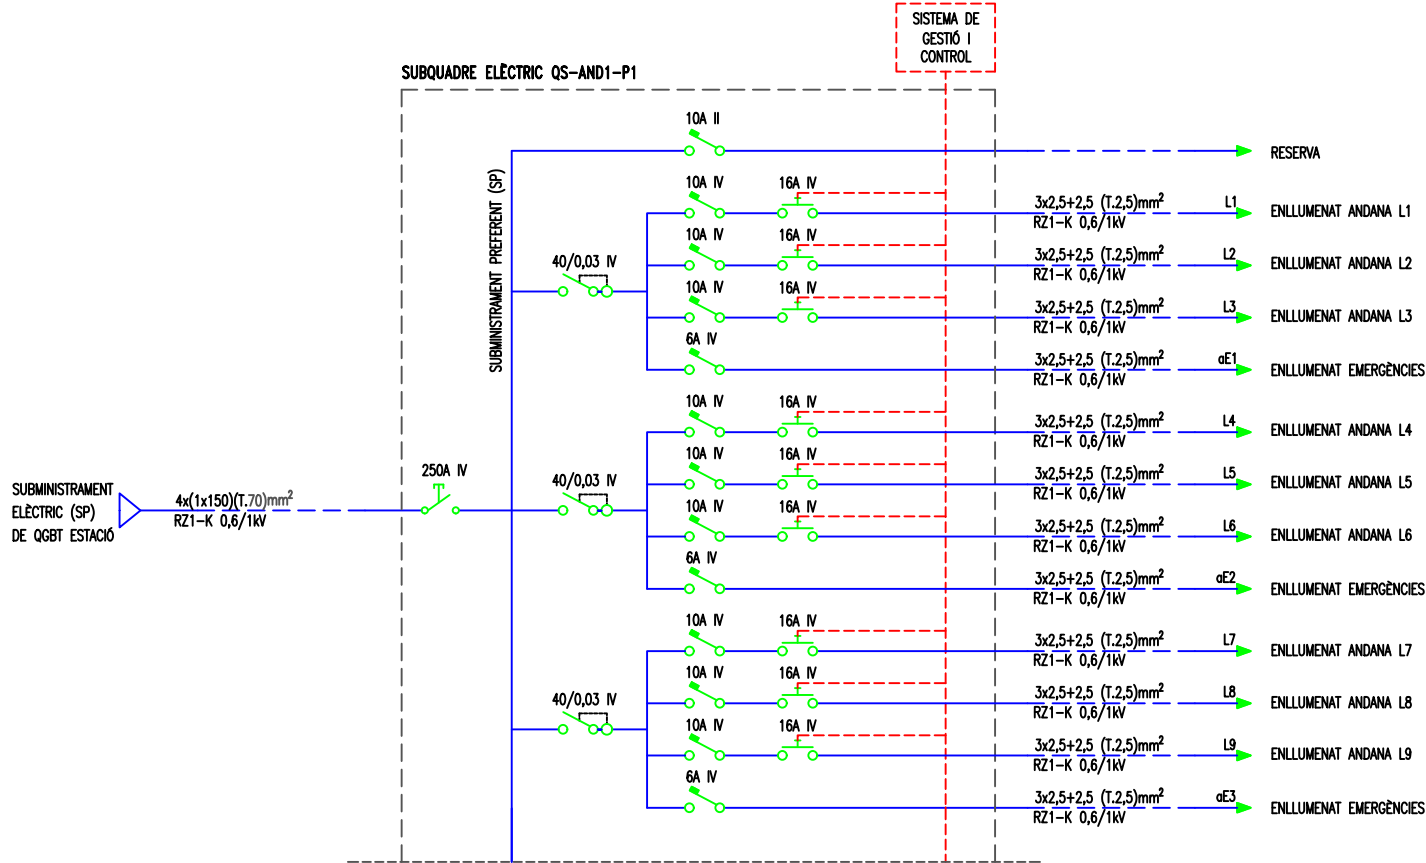 SISTEMA DE
GESTIÓ I
CONTROL
SUBQUADRE ELÈCTRIC QS-AND1-P1
SUBMINISTRAMENT PREFERENT (SP)
10A II
RESERVA
40/0,03 IV
10A IV
16A IV
3x2,5+2,5 (T.2,5)mm²
RZ1-K 0,6/1kV
L1
ENLLUMENAT ANDANA L1
10A IV
16A IV
3x2,5+2,5 (T.2,5)mm²
RZ1-K 0,6/1kV
L2
ENLLUMENAT ANDANA L2
10A IV
16A IV
3x2,5+2,5 (T.2,5)mm²
RZ1-K 0,6/1kV
L3
ENLLUMENAT ANDANA L3
6A IV
3x2,5+2,5 (T.2,5)mm²
RZ1-K 0,6/1kV
aE1
ENLLUMENAT EMERGÈNCIES
SUBMINISTRAMENT
ELÈCTRIC (SP)
DE QGBT ESTACIÓ
4x(1x150)(T.70)mm²
RZ1-K 0,6/1kV
250A IV
40/0,03 IV
10A IV
16A IV
3x2,5+2,5 (T.2,5)mm²
RZ1-K 0,6/1kV
L4
ENLLUMENAT ANDANA L4
10A IV
16A IV
3x2,5+2,5 (T.2,5)mm²
RZ1-K 0,6/1kV
L5
ENLLUMENAT ANDANA L5
10A IV
16A IV
3x2,5+2,5 (T.2,5)mm²
RZ1-K 0,6/1kV
L6
ENLLUMENAT ANDANA L6
6A IV
3x2,5+2,5 (T.2,5)mm²
RZ1-K 0,6/1kV
aE2
ENLLUMENAT EMERGÈNCIES
40/0,03 IV
10A IV
16A IV
3x2,5+2,5 (T.2,5)mm²
RZ1-K 0,6/1kV
L7
ENLLUMENAT ANDANA L7
10A IV
16A IV
3x2,5+2,5 (T.2,5)mm²
RZ1-K 0,6/1kV
L8
ENLLUMENAT ANDANA L8
10A IV
16A IV
3x2,5+2,5 (T.2,5)mm²
RZ1-K 0,6/1kV
L9
ENLLUMENAT ANDANA L9
6A IV
3x2,5+2,5 (T.2,5)mm²
RZ1-K 0,6/1kV
aE3
ENLLUMENAT EMERGÈNCIES